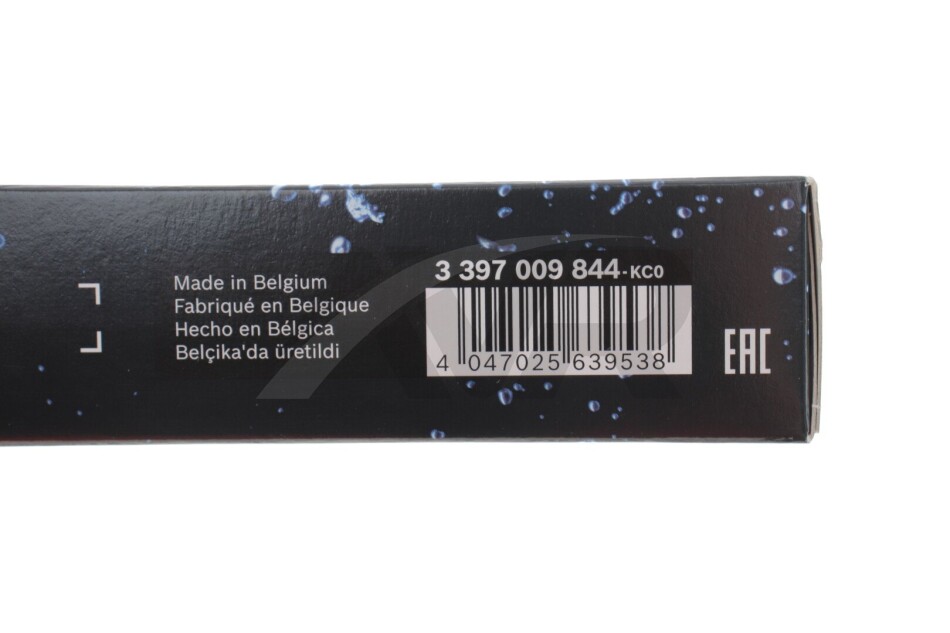 Made in Belgium
Fabriqué en Belgique
Hecho en Bélgica
Belçika'da üretildi
3 397 009 844-KC0
4 047025 639538
EAC